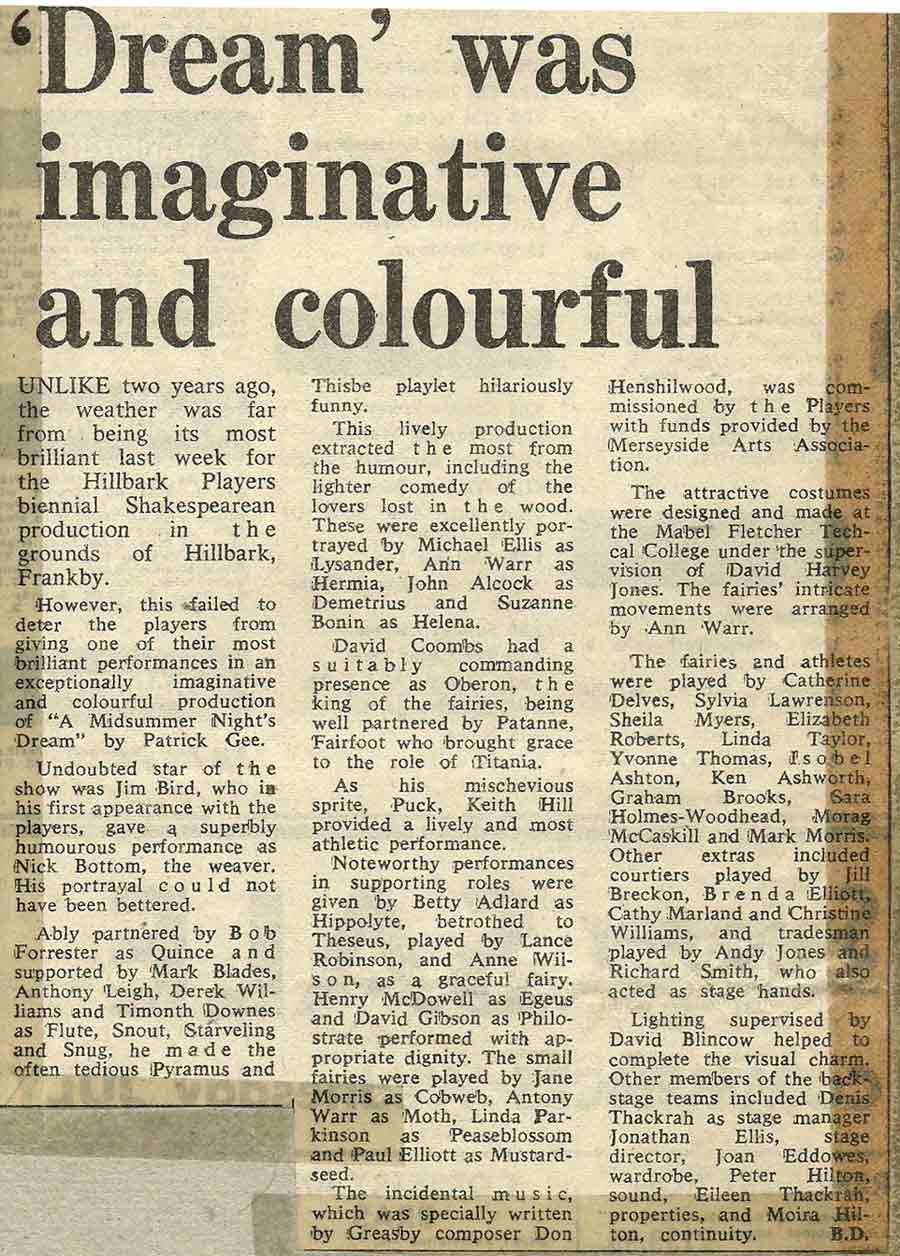 ‘Dream’ was
imaginative
and colourful
UNLIKE two years ago,
the weather was far
from being its most
brilliant last week for
the Hillbark Players
biennial Shakespearean
production in the
grounds of Hillbark,
Frankby.
However, this failed to
deter the players from
giving one of their most
brilliant performances in an
exceptionally imaginative
and colourful production
of "A Midsummer Night's
Dream" by Patrick Gee.
Undoubted star of the
show was Jim Bird, who in
his first appearance with the
players, gave a superbly
humourous performance as
Nick Bottom, the weaver.
His portrayal could not
have been bettered.
Ably partnered by Bob
Forrester as Quince and
supported by Mark Blades,
Anthony Leigh, Derek Wil-
liams and Timonth Downes
as Flute, Snout, Starveling
and Snug, he made the
often tedious Pyramus and
Thisbe playlet hilariously
funny.
This lively production
extracted the most from
the humour, including the
lighter comedy of the
lovers lost in the wood.
These were excellently por-
trayed by Michael Ellis as
Lysander, Ann Warr as
Hermia, John Alcock as
Demetrius and Suzanne
Bonin as Helena.
David Coombs had a
suitably commanding
presence as Oberon, the
king of the fairies, being
well partnered by Patanne,
Fairfoot who brought grace
to the role of Titania.
As his mischevious
sprite, Puck, Keith Hill
provided a lively and most
athletic performance.
Noteworthy performances
in supporting roles were
given by Betty Adlard as
Hippolyte, betrothed to
Theseus, played by Lance
Robinson, and Anne Wil-
son, as a graceful fairy.
Henry McDowell as Egeus
and David Gibson as Philo-
strate performed with ap-
propriate dignity. The small
fairies were played by Jane
Morris as Cobweb, Antony
Warr as Moth, Linda Par-
kinson as Peaseblossom
and Paul Elliott as Mustard-
seed.
The incidental music,
which was specially written
by Greasby composer Don
Henshilwood, was com-
missioned by the Players
with funds provided by the
Merseyside Arts Associa-
tion.
The attractive costumes
were designed and made at
the Mabel Fletcher Tech-
cal College under the super-
vision of David Harvey
Jones. The fairies' intricate
movements were arranged
by Ann Warr.
The fairies and athletes
were played by Catherine
Delves, Sylvia Lawrenson,
Sheila Myers, Elizabeth
Roberts, Linda Taylor,
Yvonne Thomas, Isobel
Ashton, Ken Ashworth,
Graham Brooks, Sara
Holmes-Woodhead, Morag
McCaskill and Mark Morris.
Other extras included
courtiers played by Jill
Breckon, Brenda Elliott,
Cathy Marland and Christine
Williams, and tradesman
played by Andy Jones and
Richard Smith, who also
acted as stage hands.
Lighting supervised by
David Blincow helped to
complete the visual charm.
Other members of the back-
stage teams included Denis
Thackrah as stage manager
Jonathan Ellis, stage
director, Joan Eddowes,
wardrobe, Peter Hilton,
sound, Eileen Thackrah,
properties, and Moira Hil-
ton, continuity. B.D.